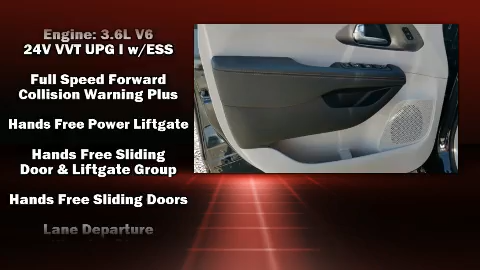 Engine: 3.6L V6
24V VVT UPG I w/ESS
Full Speed Forward
Collision Warning Plus
Hands Free Power Liftgate
Hands Free Sliding
Door & Liftgate Group
Hands Free Sliding Doors
Lane Departure